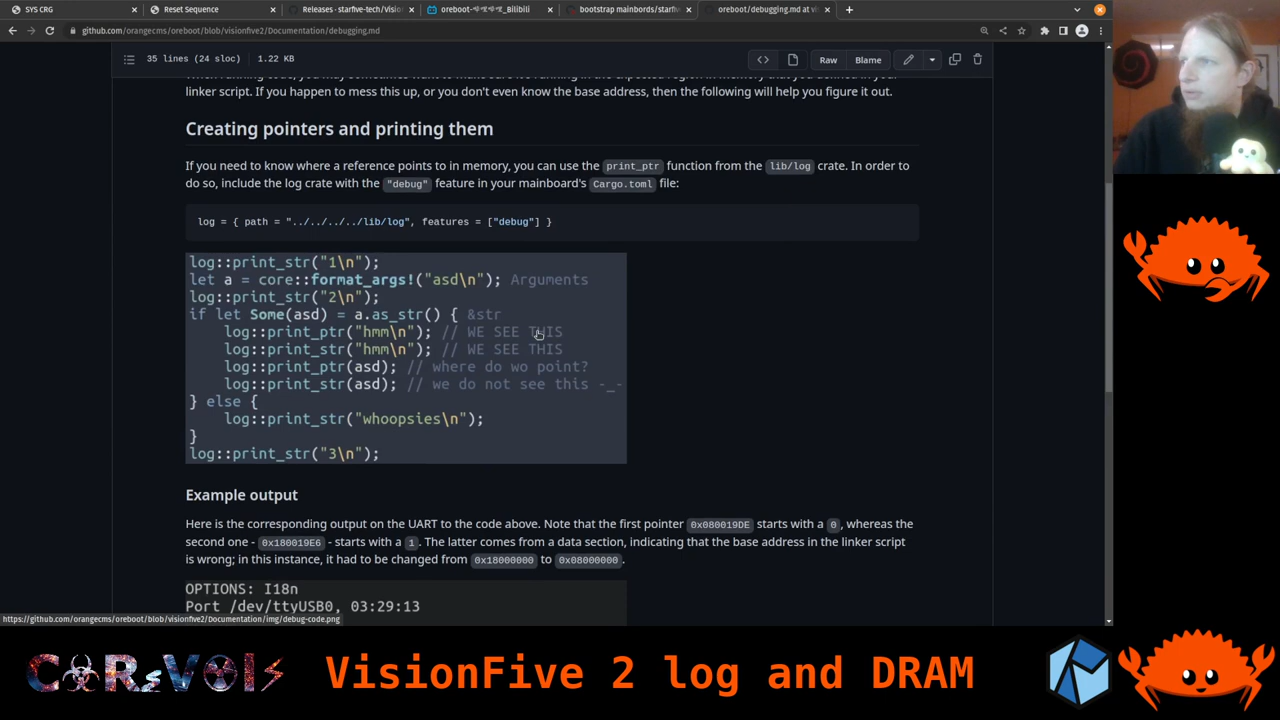 SYS CRG
Reset Sequence
Releases · starfive-tech/Vision
bootstrap mainbords/starfiv
oreboot/debugging.md at vi
github.com/orangecms/oreboot/blob/visionfive2/Documentation/debugging.md
35 lines (24 sloc) 1.22 KB
Raw
Blame
linker script. If you happen to mess this up, or you don't even know the base address, then the following will help you figure it out.
Creating pointers and printing them
If you need to know where a reference points to in memory, you can use the print_ptr function from the lib/log crate. In order to
do so, include the log crate with the "debug" feature in your mainboard's Cargo.toml file:
log = { path = "../../../../lib/log", features = ["debug"] }
log::print_str("1\n");
let a = core::format_args!("asd\n"); Arguments
log::print_str("2\n");
if let Some(asd) = a.as_str() { &str
log::print_ptr("hmm\n"); // WE SEE THIS
log::print_str("hmm\n"); // WE SEE THIS
log::print_ptr(asd); // where do wo point?
log::print_str(asd); // we do not see this -_-
} else {
log::print_str("whoopsies\n");
}
log::print_str("3\n");
Example output
Here is the corresponding output on the UART to the code above. Note that the first pointer 0x080019DE starts with a 0, whereas the
second one - 0x180019E6 - starts with a 1. The latter comes from a data section, indicating that the base address in the linker script
is wrong; in this instance, it had to be changed from 0x18000000 to 0x08000000.
OPTIONS: I18n
Port /dev/ttyUSB0, 03:29:13
https://github.com/orangecms/oreboot/blob/visionfive2/Documentation/img/debug-code.png
VisionFive 2 log and DRAM